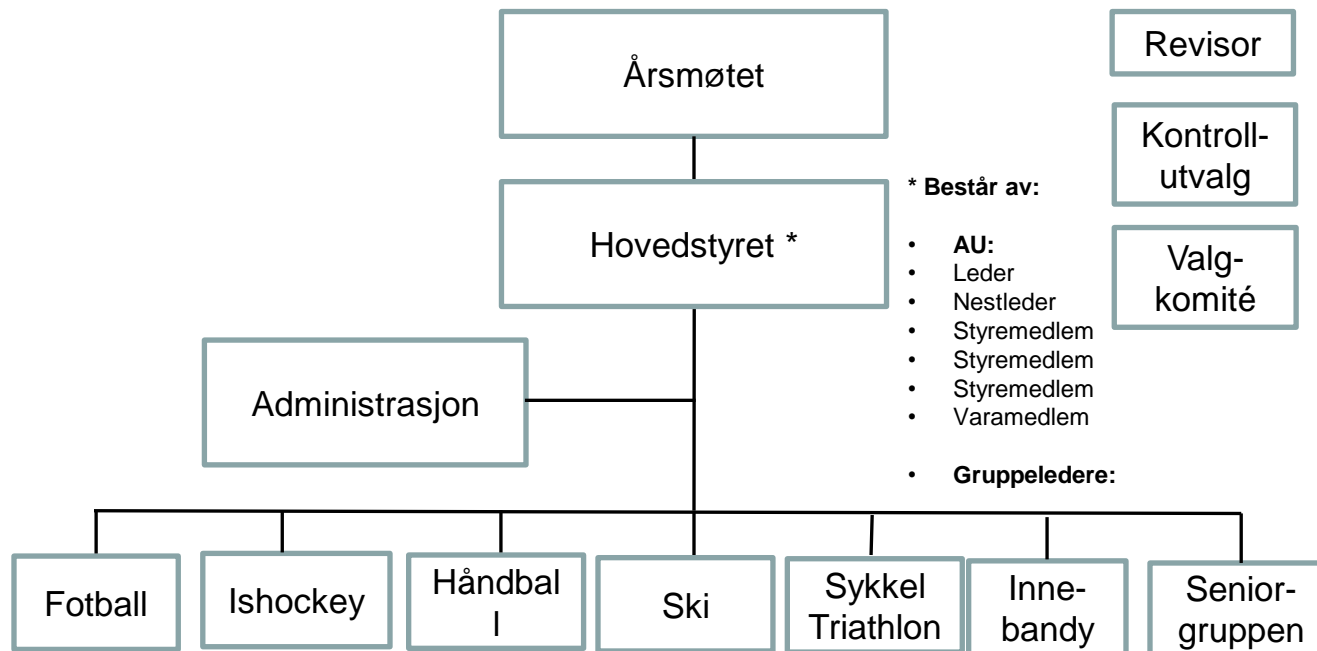 Årsmøtet
Revisor
Kontroll-
utvalg
Valg-
komité
Hovedstyret *
* Består av:
• AU:
• Leder
• Nestleder
• Styremedlem
• Styremedlem
• Styremedlem
• Varamedlem
• Gruppeledere:
Administrasjon
Fotball
Ishockey
Håndbal
l
Ski
Sykkel
Triathlon
Inne-
bandy
Senior-
gruppen